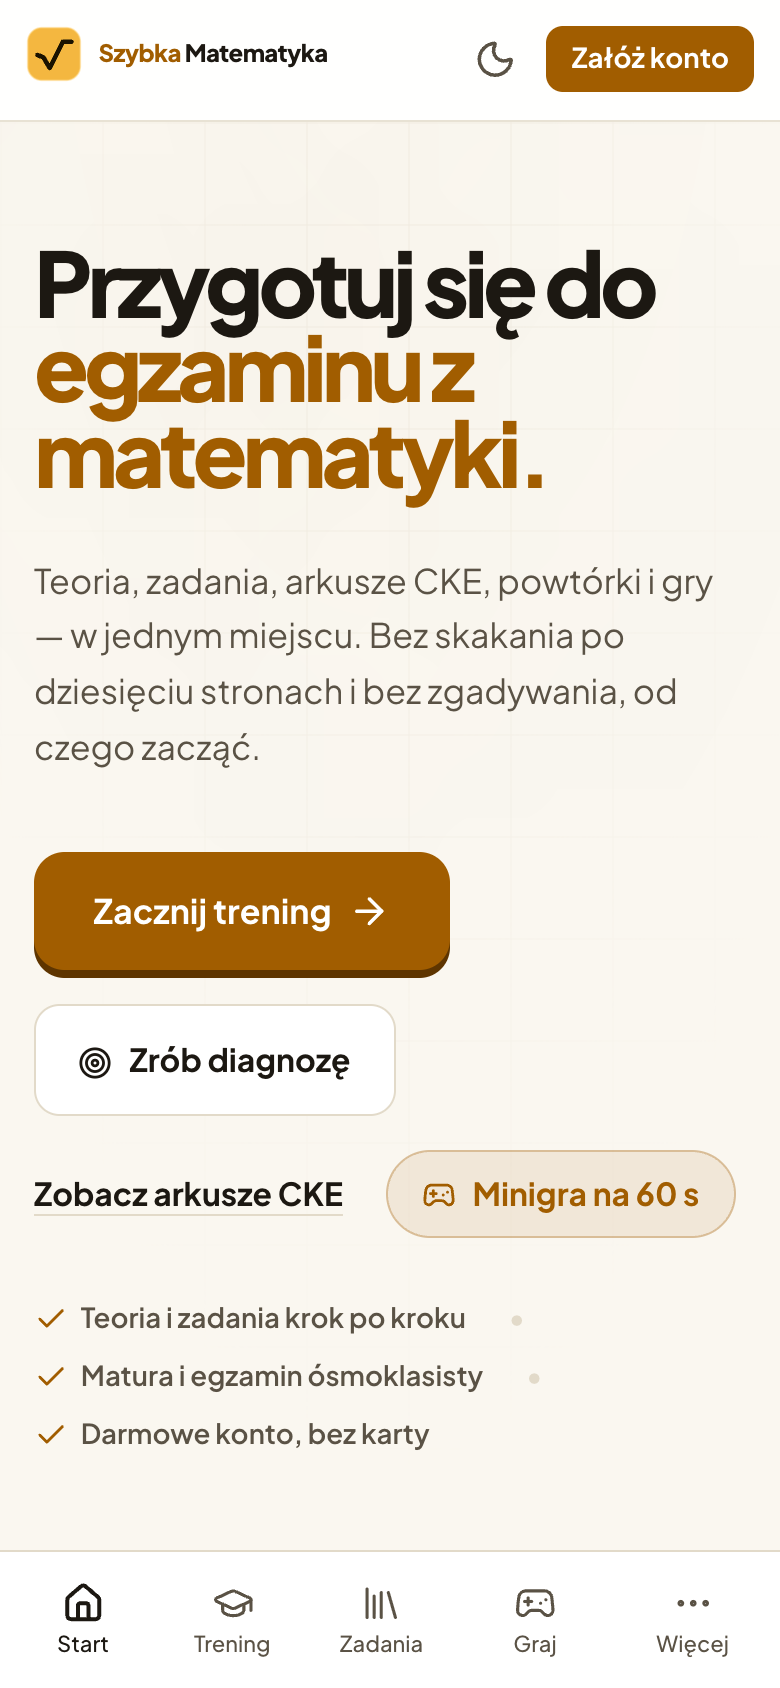 Szybka Matematyka
Załóż konto
Przygotuj się do
egzaminu z
matematyki.
Teoria, zadania, arkusze CKE, powtórki i gry
— w jednym miejscu. Bez skakania po
dziesięciu stronach i bez zgadywania, od
czego zacząć.
Zacznij trening
Zrób diagnozę
Zobacz arkusze CKE
Minigra na 60 s
Teoria i zadania krok po kroku
Matura i egzamin ósmoklasisty
Darmowe konto, bez karty
Start
Trening
Zadania
Graj
Więcej